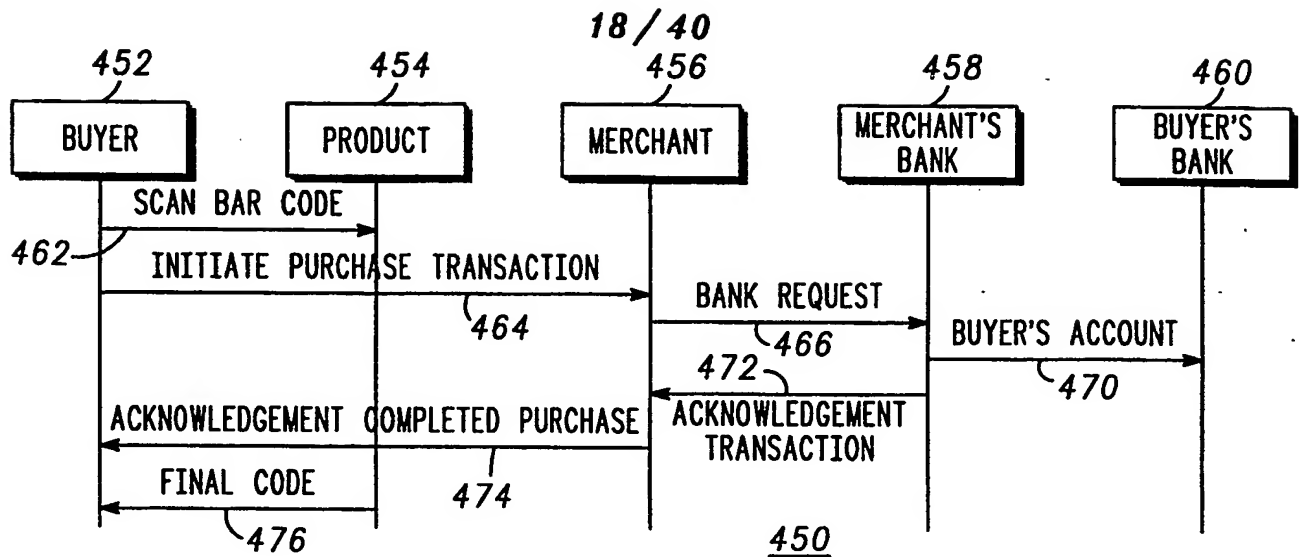 18/40
452
454
456
458
460
BUYER
PRODUCT
MERCHANT
MERCHANT'S
BANK
BUYER'S
BANK
SCAN BAR CODE
462
INITIATE PURCHASE TRANSACTION
464
BANK REQUEST
466
BUYER'S ACCOUNT
470
472
ACKNOWLEDGEMENT
TRANSACTION
ACKNOWLEDGEMENT COMPLETED PURCHASE
474
FINAL CODE
476
450